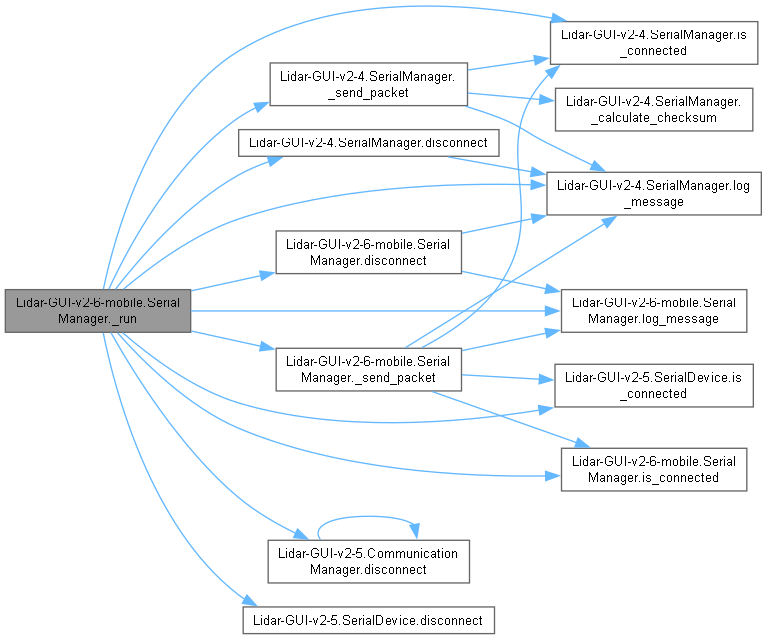 Lidar-GUI-v2-4.SerialManager.is
_connected
Lidar-GUI-v2-4.SerialManager.
_send_packet
Lidar-GUI-v2-4.SerialManager.
_calculate_checksum
Lidar-GUI-v2-4.SerialManager.disconnect
Lidar-GUI-v2-4.SerialManager.log
_message
Lidar-GUI-v2-6-mobile.Serial
Manager.disconnect
Lidar-GUI-v2-6-mobile.Serial
Manager._run
Lidar-GUI-v2-6-mobile.Serial
Manager.log_message
Lidar-GUI-v2-6-mobile.Serial
Manager._send_packet
Lidar-GUI-v2-5.SerialDevice.is
_connected
Lidar-GUI-v2-6-mobile.Serial
Manager.is_connected
Lidar-GUI-v2-5.Communication
Manager.disconnect
Lidar-GUI-v2-5.SerialDevice.disconnect